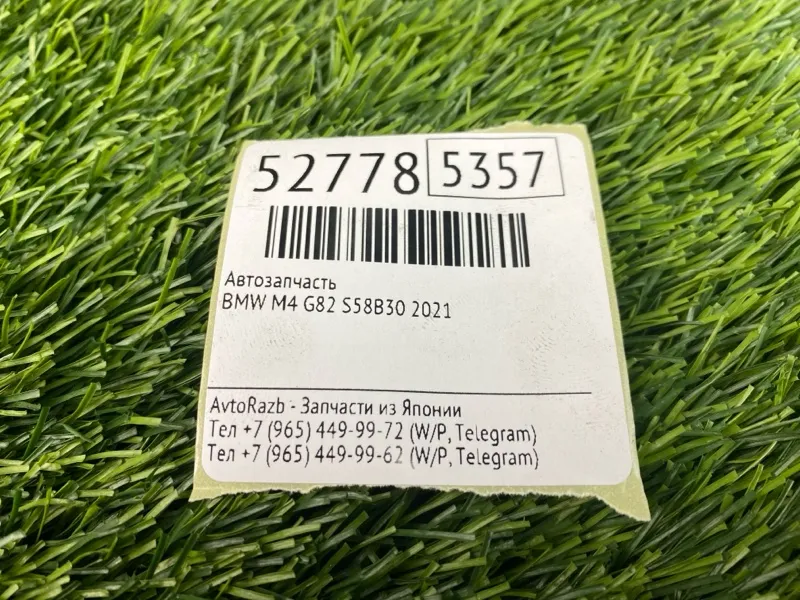 52778 5357
Автозапчасть
BMW M4 G82 S58B30 2021
AvtoRazb - Запчасти из Японии
Тел +7 (965) 449-99-72 (W/P, Telegram)
Тел +7 (965) 449-99-62 (W/P, Telegram)